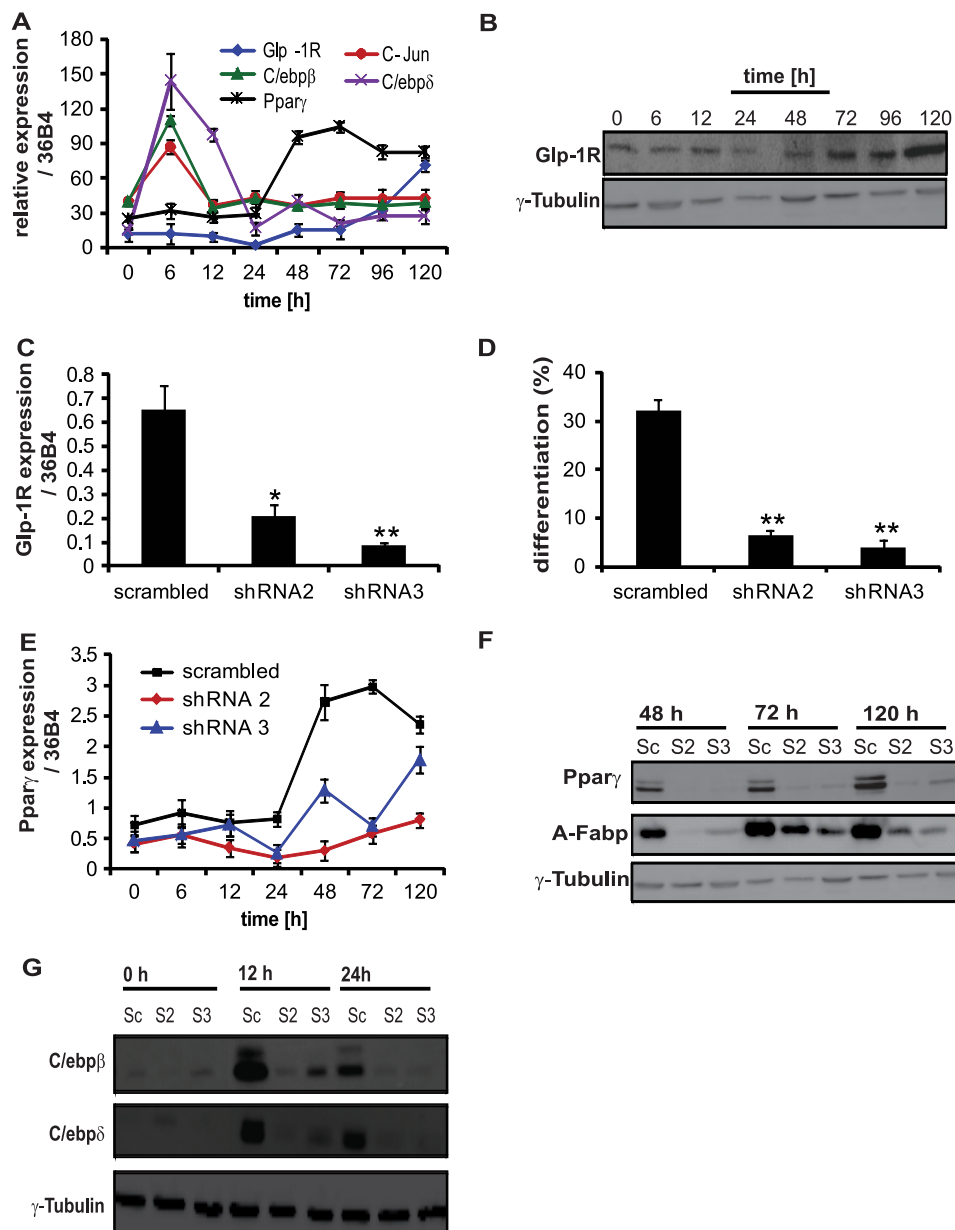 A
relative expression
/ 36B4
180
150
120
90
60
30
0
Glp -1R
C-Jun
C/ebpβ
C/ebpδ
Pparγ
0 6 12 24 48 72 96 120
time [h]
B
time [h]
0 6 12 24 48 72 96 120
Glp-1R
γ-Tubulin
C
Glp-1R expression
/ 36B4
0.8
0.7
0.6
0.5
0.4
0.3
0.2
0.1
0
*
**
scrambled shRNA2 shRNA3
D
differentiation (%)
40
30
20
10
0
**
**
scrambled shRNA2 shRNA3
E
Pparγ expression
/ 36B4
3.5
3
2.5
2
1.5
1
0.5
0
scrambled
shRNA 2
shRNA 3
0 6 12 24 48 72 120
time [h]
F
48 h 72 h 120 h
Sc S2 S3 Sc S2 S3 Sc S2 S3
Pparγ
A-Fabp
γ-Tubulin
G
0 h 12 h 24h
Sc S2 S3 Sc S2 S3 Sc S2 S3
C/ebpβ
C/ebpδ
γ-Tubulin